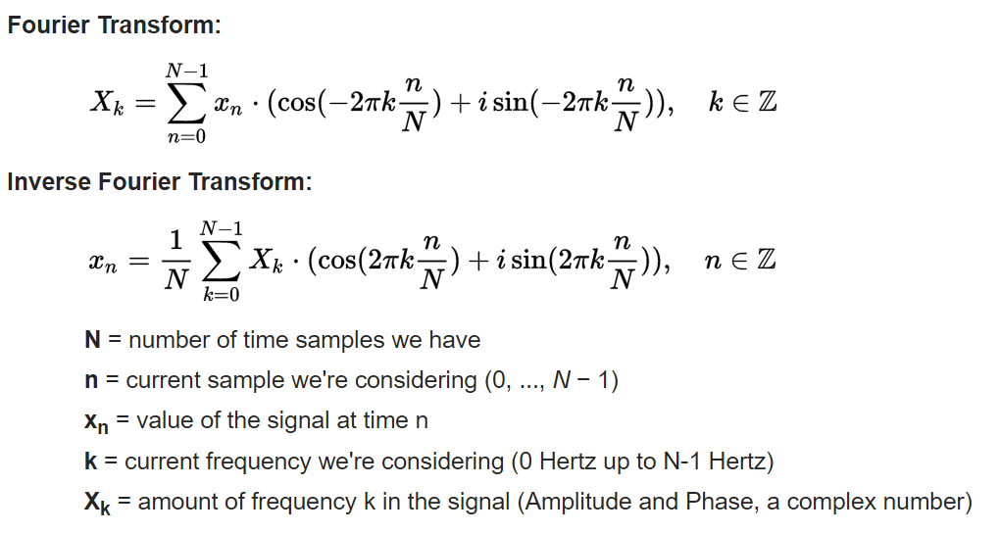 Fourier Transform:
X_k = \sum_{n=0}^{N-1} x_n \cdot (\cos(-2\pi k \frac{n}{N}) + i \sin(-2\pi k \frac{n}{N})), \quad k \in \mathbb{Z}
Inverse Fourier Transform:
x_n = \frac{1}{N} \sum_{k=0}^{N-1} X_k \cdot (\cos(2\pi k \frac{n}{N}) + i \sin(2\pi k \frac{n}{N})), \quad n \in \mathbb{Z}
N = number of time samples we have
n = current sample we're considering (0, ..., N − 1)
x_n = value of the signal at time n
k = current frequency we're considering (0 Hertz up to N-1 Hertz)
X_k = amount of frequency k in the signal (Amplitude and Phase, a complex number)